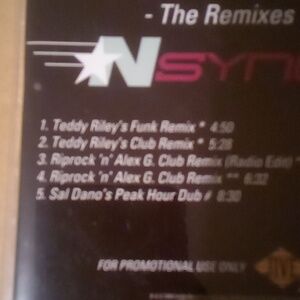 - The Remixes
NSYN
1. Teddy Riley's Funk Remix * 4:50
2. Teddy Riley's Club Remix * 5:28
3. Riprock 'n' Alex G. Club Remix (Radio Edit) *
4. Riprock 'n' Alex G. Club Remix ** 6:32
5. Sal Dano's Peak Hour Dub # 8:30
FOR PROMOTIONAL USE ONLY